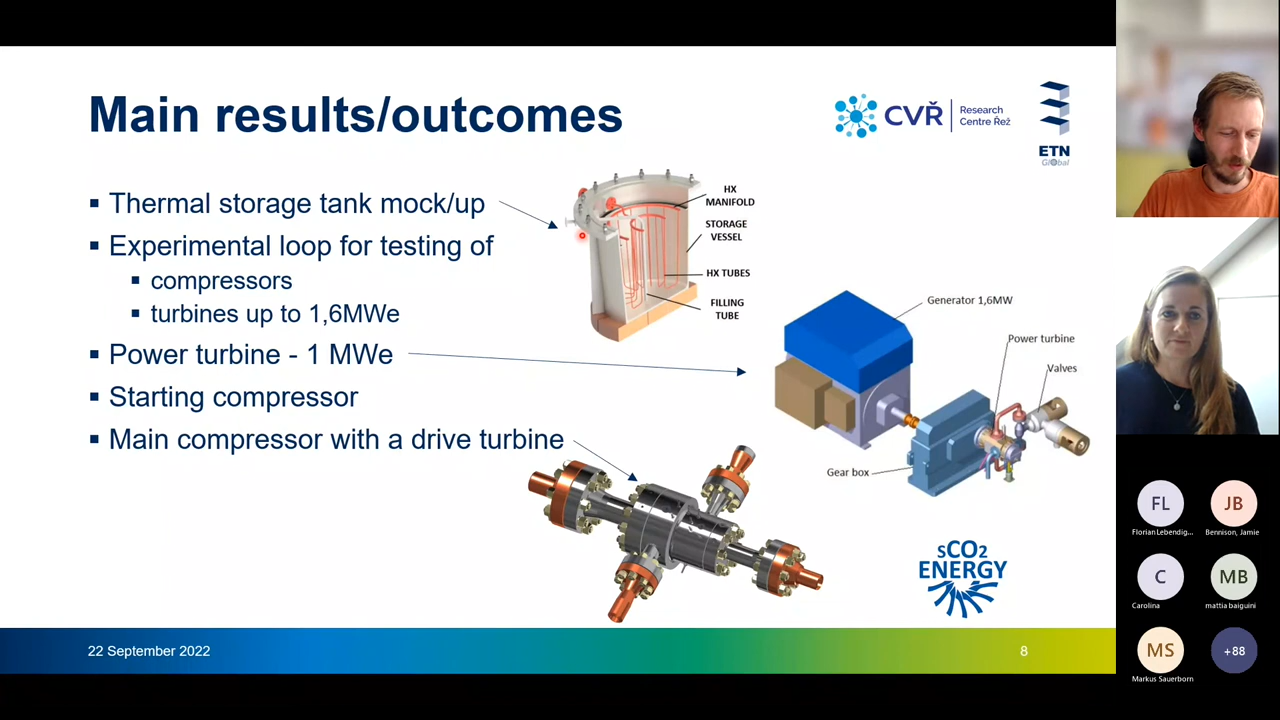 Main results/outcomes
CVŘ
Research
Centre Řež
ETN
Global
Thermal storage tank mock/up
Experimental loop for testing of
compressors
turbines up to 1,6MWe
Power turbine - 1 MWe
Starting compressor
Main compressor with a drive turbine
HX
MANIFOLD
STORAGE
VESSEL
HX TUBES
FILLING
TUBE
Generator 1,6MW
Power turbine
Valves
Gear box
sCO2
ENERGY
22 September 2022
8
FL
JB
Florian Lebendig...
Bennison, Jamie
C
MB
Carolina
mattia baiguini
MS
+88
Markus Sauerborn